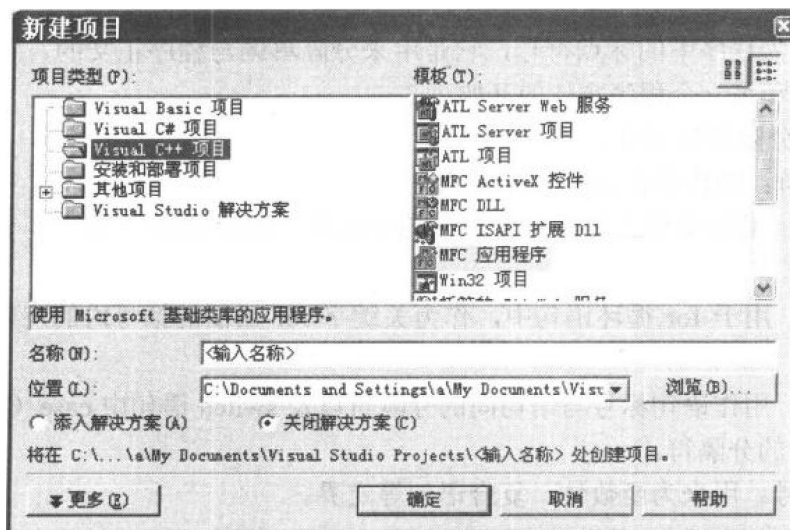 新建项目
项目类型(P):
模板(T):
Visual Basic 项目
Visual C# 项目
Visual C++ 项目
安装和部署项目
其他项目
Visual Studio 解决方案
ATL Server Web 服务
ATL Server 项目
ATL 项目
MFC ActiveX 控件
MFC DLL
MFC ISAPI 扩展 Dll
MFC 应用程序
Win32 项目
使用 Microsoft 基础类库的应用程序。
名称(N):
<输入名称>
位置(L):
C:\Documents and Settings\a\My Documents\Visu
浏览(B)...
添入解决方案(A)
关闭解决方案(C)
将在 C:\...\a\My Documents\Visual Studio Projects\<输入名称> 处创建项目。
更多(E)
确定
取消
帮助